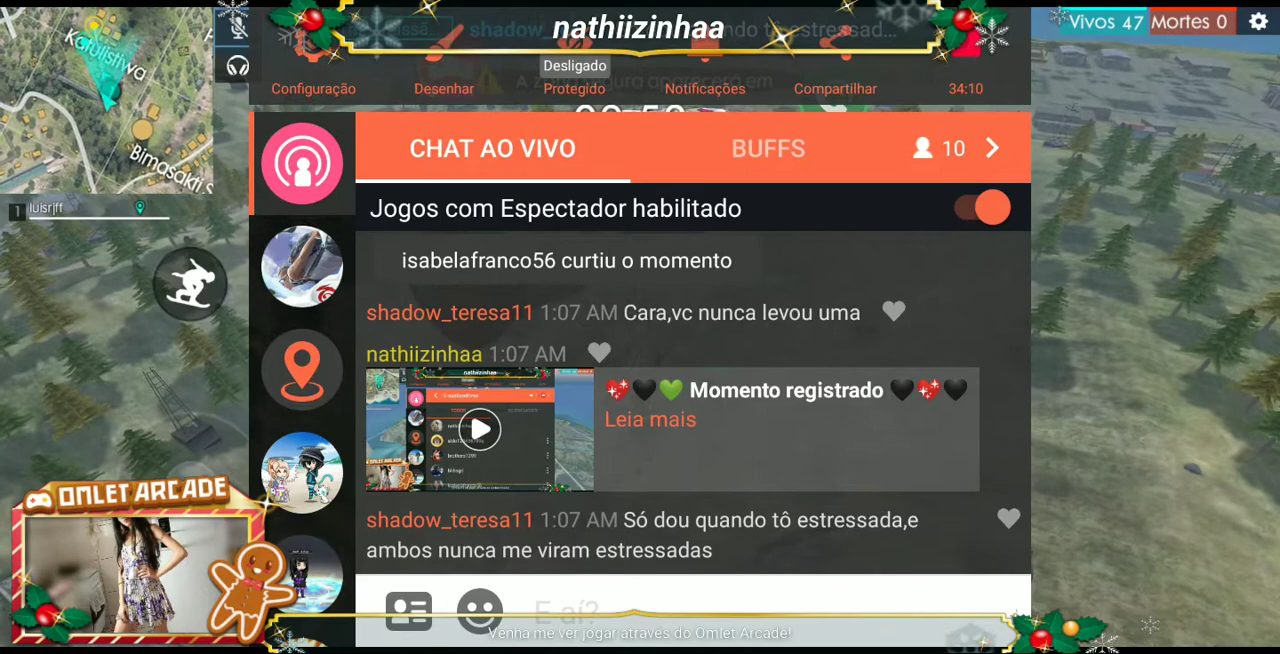 nathiizinhaa
Vivos 47
Mortes 0
Katulistiwa
Bimasakti S
1 luisrjff
Desligado
Configuração
Desenhar
Protegido
Notificações
Compartilhar
34:10
CHAT AO VIVO
BUFFS
10
Jogos com Espectador habilitado
isabelafranco56 curtiu o momento
shadow_teresa11 1:07 AM Cara,vc nunca levou uma
nathiizinhaa 1:07 AM
💖🖤💚 Momento registrado 🖤💖🖤
Leia mais
shadow_teresa11 1:07 AM Só dou quando tô estressada,e
ambos nunca me viram estressadas
OMLET ARCADE
E aí?
Venha me ver jogar através do Omlet Arcade!